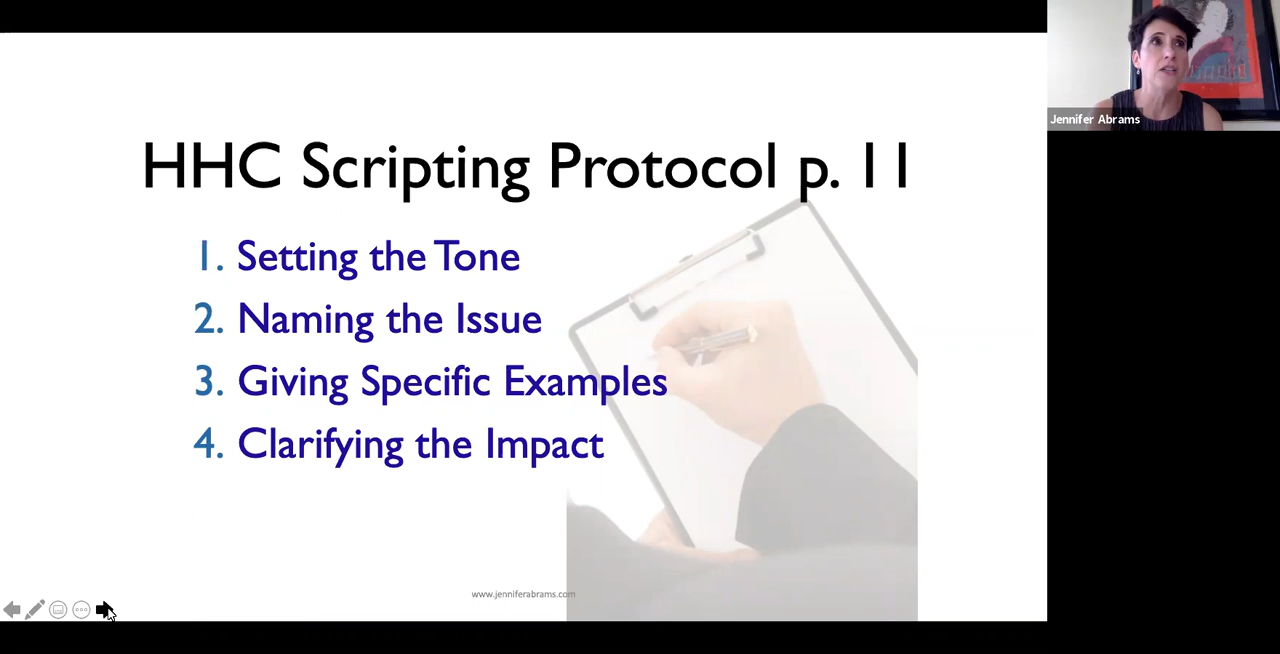 HHC Scripting Protocol p. 11
1. Setting the Tone
2. Naming the Issue
3. Giving Specific Examples
4. Clarifying the Impact
www.jenniferabrams.com
Jennifer Abrams